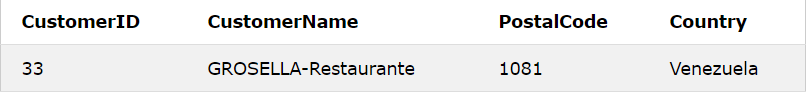 CustomerID CustomerName PostalCode Country
33 GROSELLA-Restaurante 1081 Venezuela